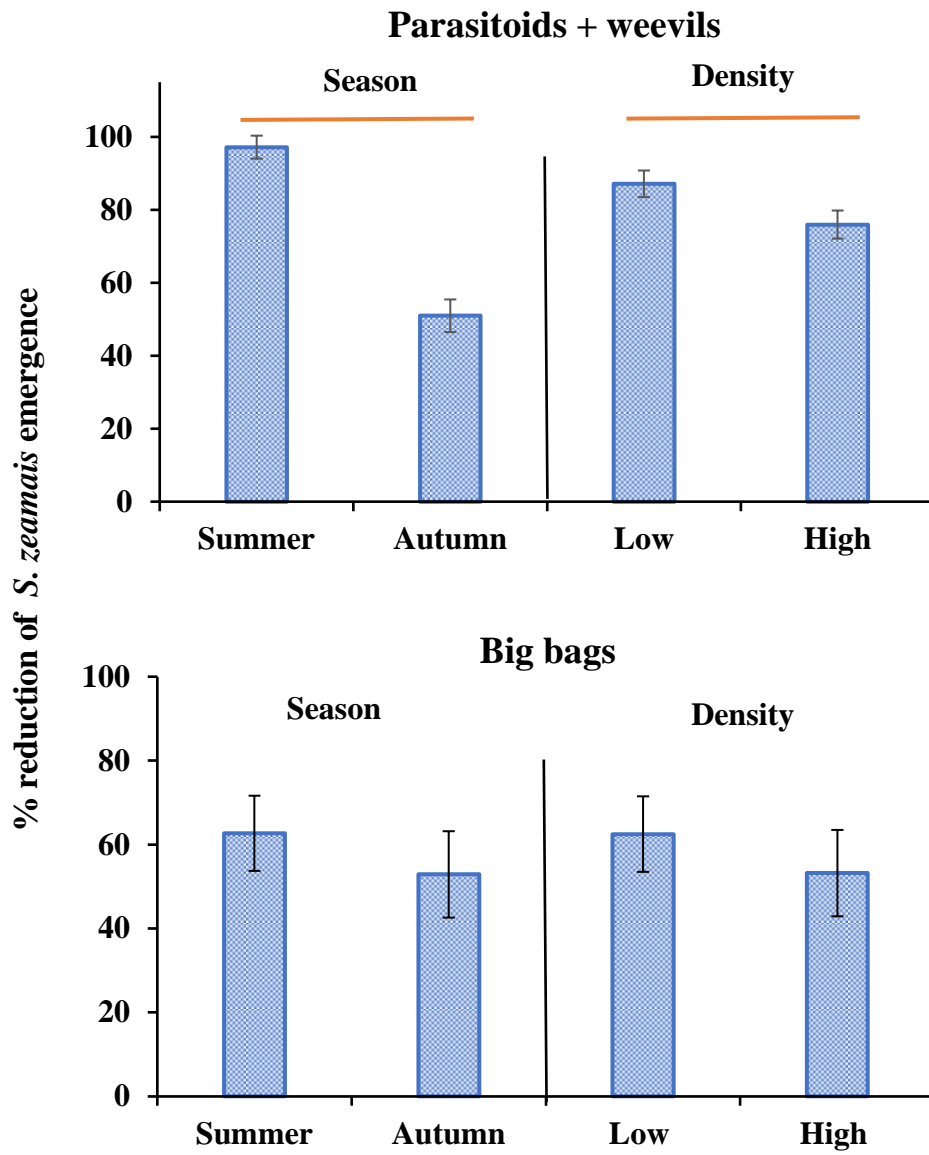 Parasitoids + weevils
Season
Density
100
80
60
40
20
0
Summer
Autumn
Low
High
% reduction of S. zeamais emergence
Big bags
Season
Density
100
80
60
40
20
0
Summer
Autumn
Low
High